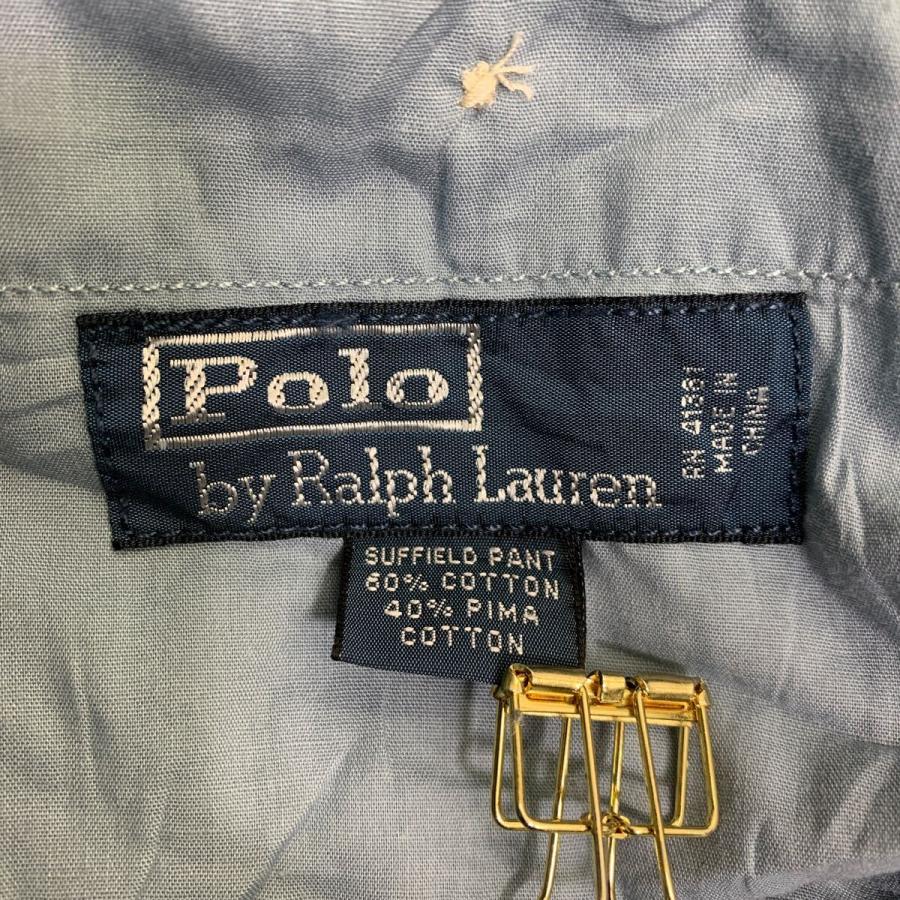 Polo
by Ralph Lauren
RN 41381
MADE IN
CHINA
SUFFIELD PANT
60% COTTON
40% PIMA
COTTON